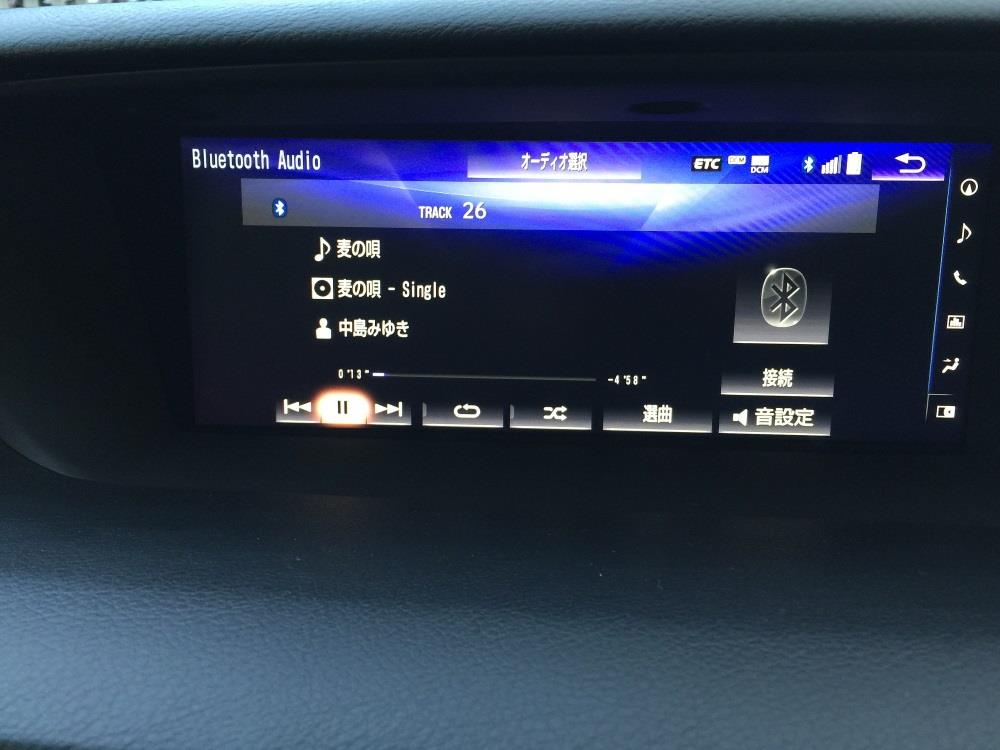 Bluetooth Audio
オーディオ選択
ETC
DCM
TRACK 26
麦の唄
麦の唄 - Single
中島みゆき
0'13"
-4'58"
接続
選曲
音設定